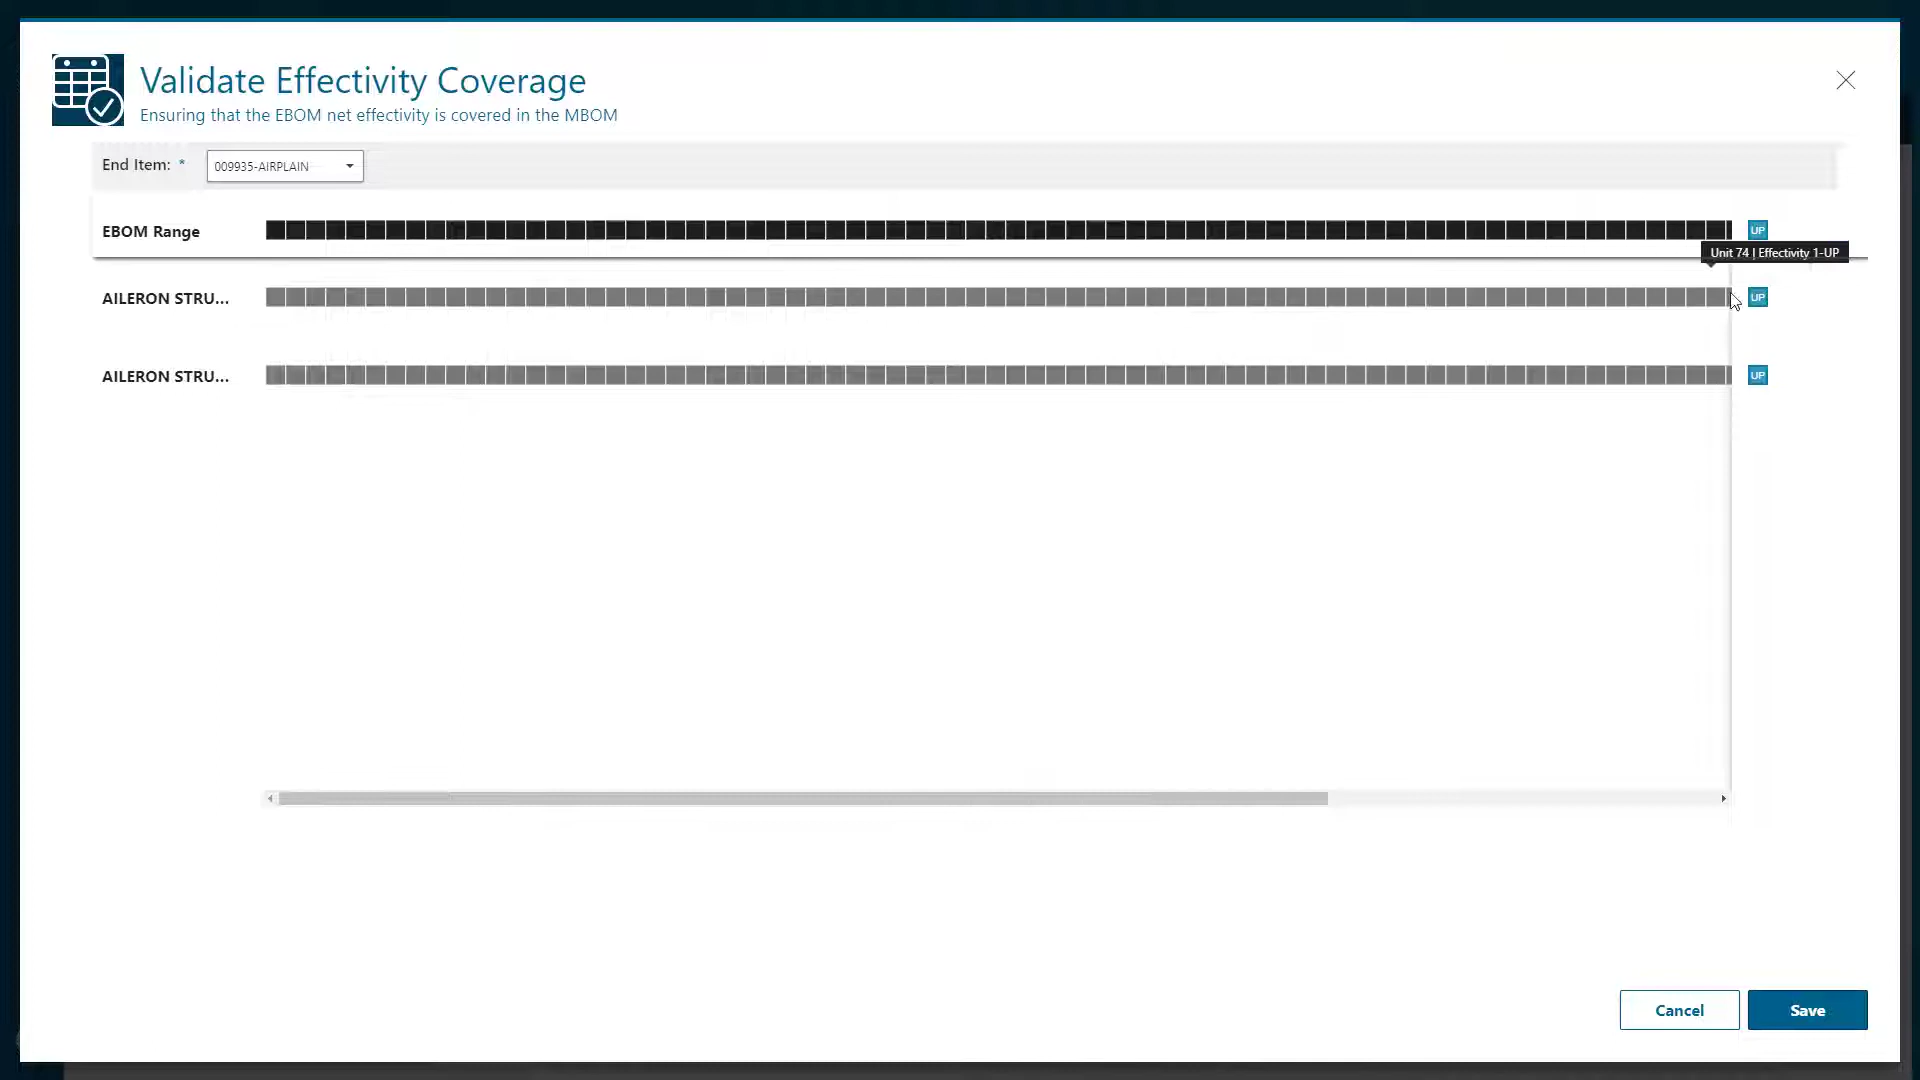 Validate Effectivity Coverage
Ensuring that the EBOM net effectivity is covered in the MBOM
End Item: * 009935-AIRPLAIN
EBOM Range UP
Unit 74 | Effectivity 1-UP
AILERON STRU... UP
AILERON STRU... UP
Cancel Save